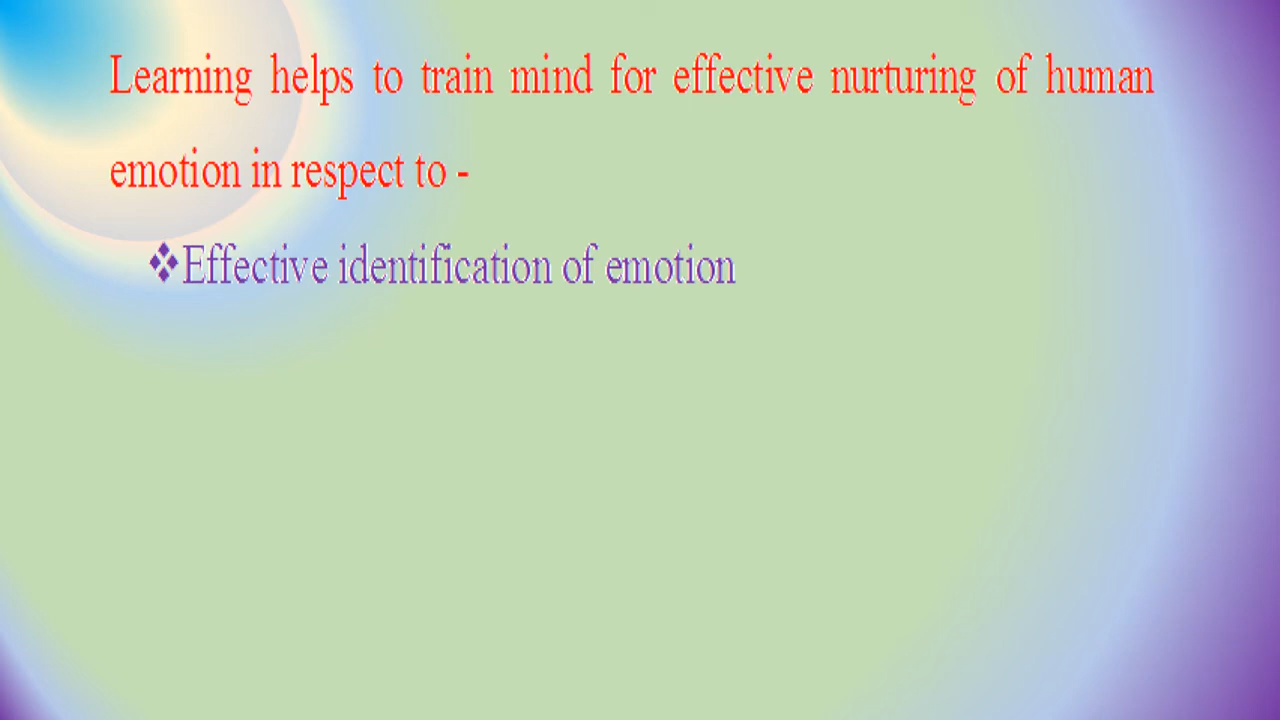 Learning helps to train mind for effective nurturing of human
emotion in respect to -
❖Effective identification of emotion